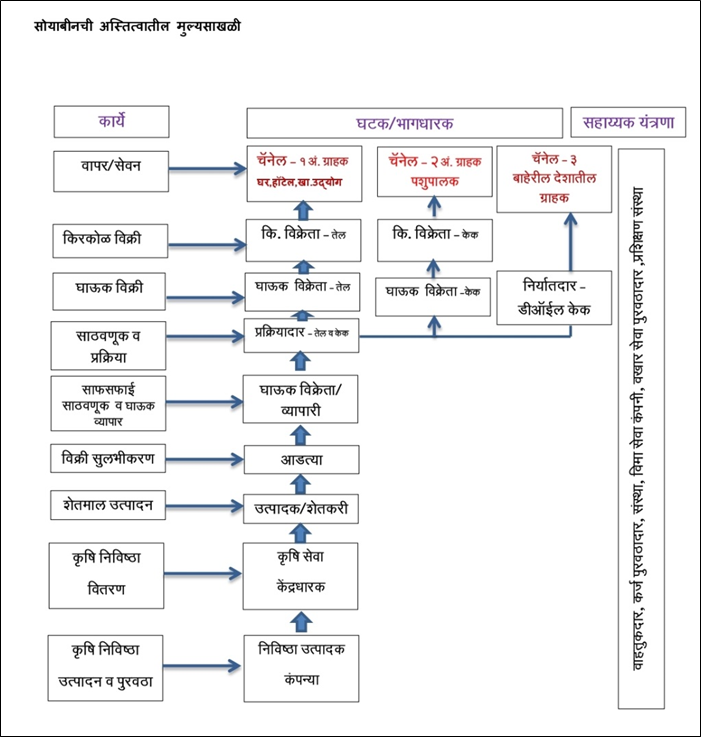 सोयाबीनची अस्तित्वातील मुल्यसाखळी
कार्ये
घटक/भागधारक
सहाय्यक यंत्रणा
वापर/सेवन
चॅनेल – १ अं. ग्राहक
घर,हॉटेल,खा.उद्योग
चॅनेल – २ अं. ग्राहक
पशुपालक
चॅनेल – ३
बाहेरील देशातील
ग्राहक
किरकोळ विक्री
कि. विक्रेता – तेल
कि. विक्रेता – केक
घाऊक विक्री
घाऊक विक्रेता –तेल
घाऊक विक्रेता –केक
निर्यातदार –
डीऑईल केक
साठवणूक व
प्रक्रिया
प्रक्रियादार – तेल व केक
साफसफाई
साठवणूक व घाऊक
व्यापार
घाऊक विक्रेता/
व्यापारी
विक्री सुलभीकरण
आडत्या
शेतमाल उत्पादन
उत्पादक/शेतकरी
कृषि निविष्ठा
वितरण
कृषि सेवा
केंद्रधारक
कृषि निविष्ठा
उत्पादन व पुरवठा
निविष्ठा उत्पादक
कंपन्या
वाहतुकदार, कर्ज पुरवठादार, संस्था, विमा सेवा कंपनी, वखार सेवा पुरवठादार ,प्रशिक्षण संस्था